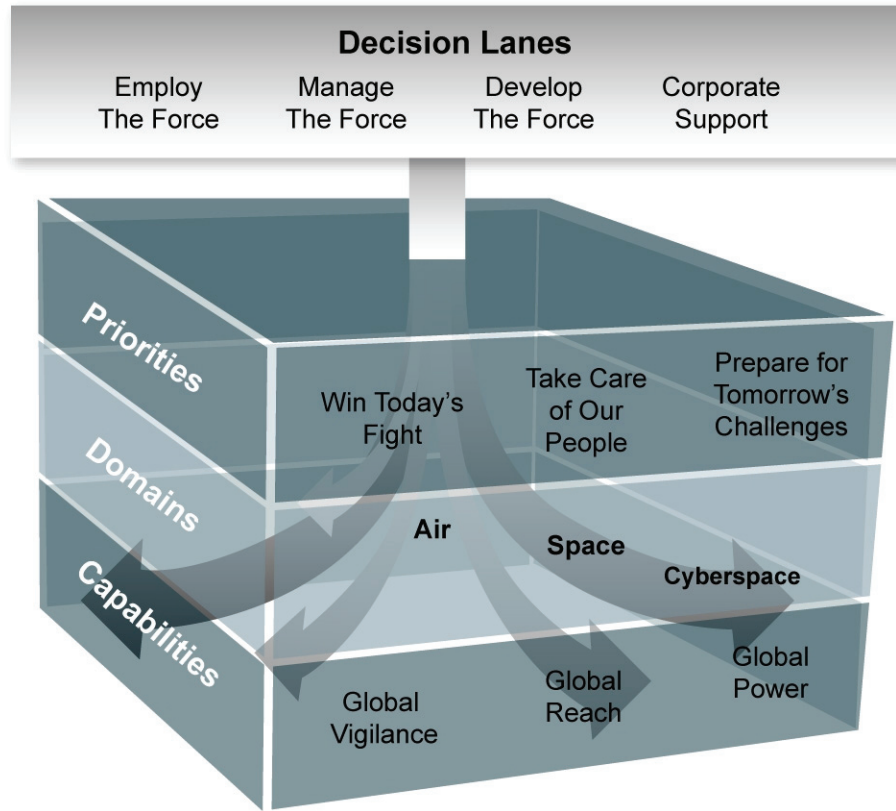 Decision Lanes
Employ
The Force
Manage
The Force
Develop
The Force
Corporate
Support
Priorities
Win Today's
Fight
Take Care
of Our
People
Prepare for
Tomorrow's
Challenges
Domains
Air
Space
Cyberspace
Capabilities
Global
Vigilance
Global
Reach
Global
Power